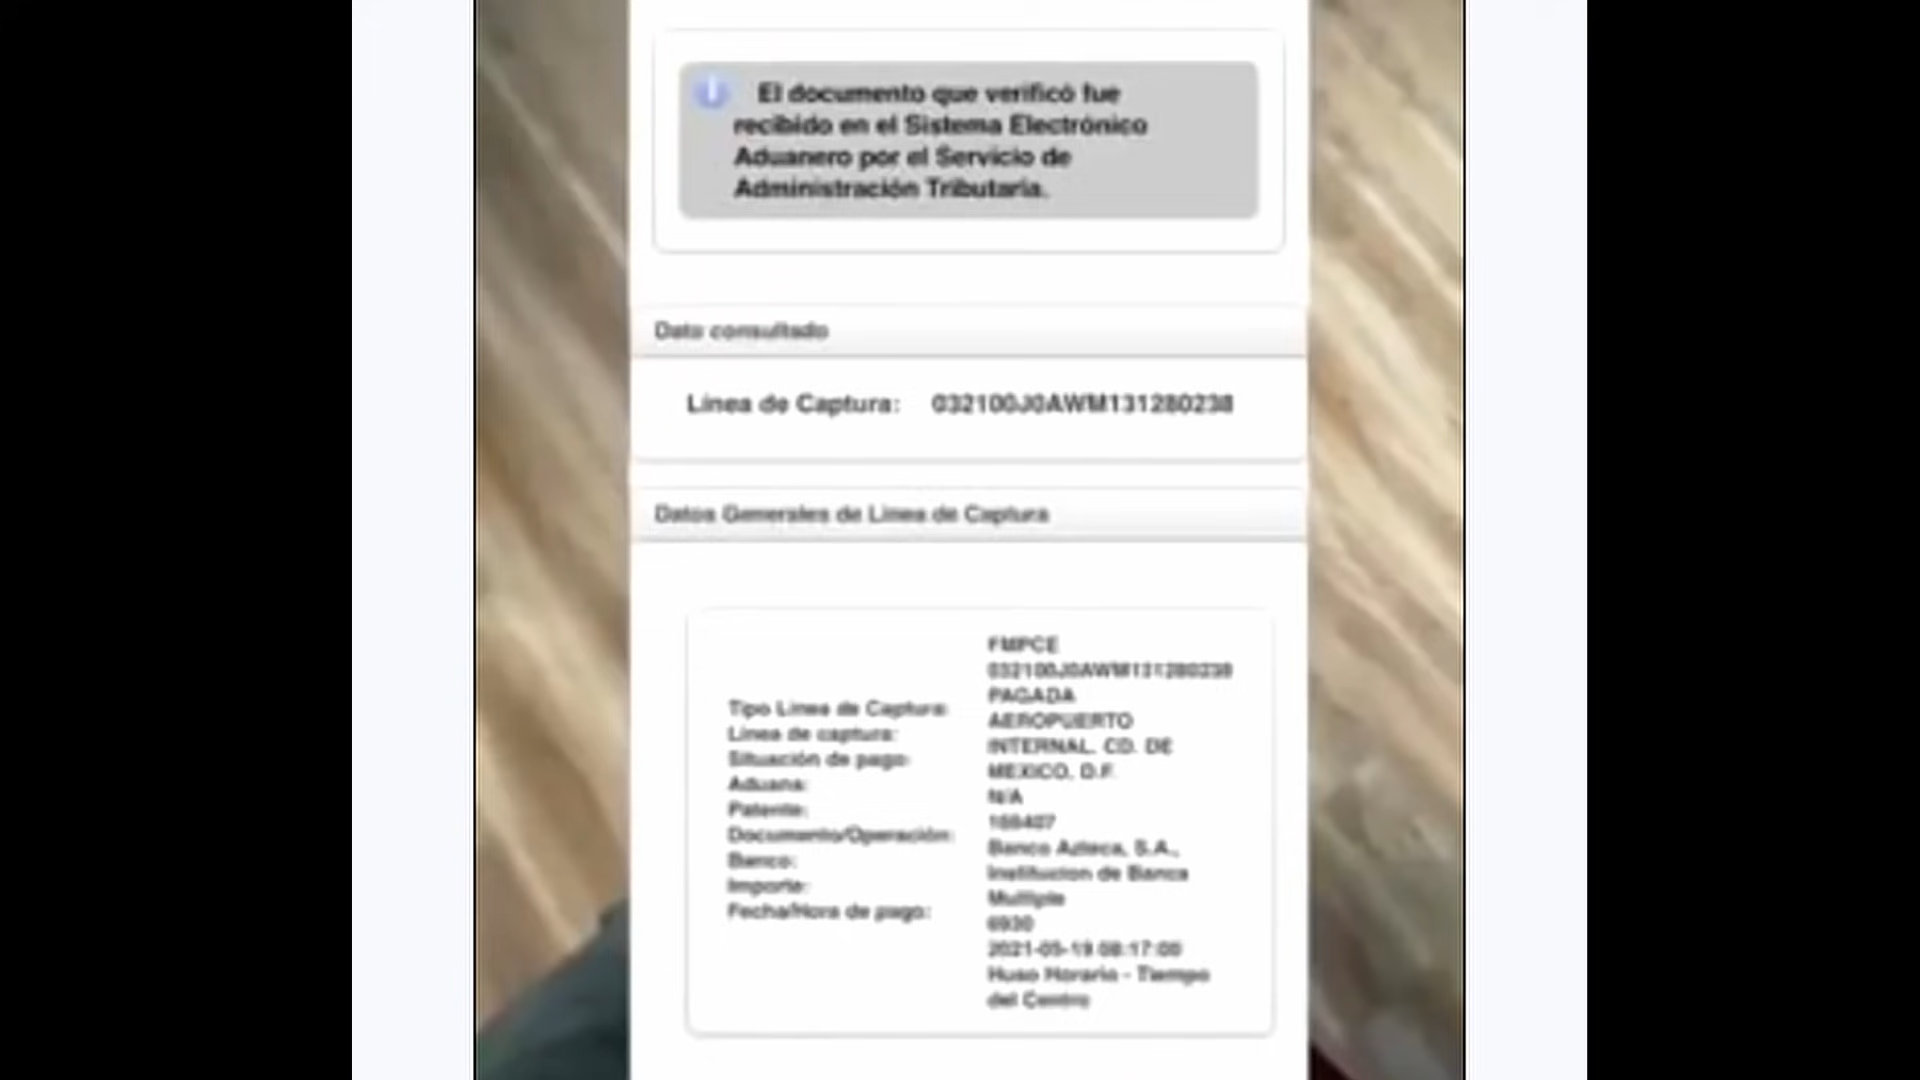 El documento que verificó fue
recibido en el Sistema Electrónico
Aduanero por el Servicio de
Administración Tributaria.
Dato consultado
Línea de Captura: 032100J0AWM131280238
Datos Generales de Línea de Captura
Tipo Línea de Captura:
Línea de captura:
Situación de pago:
Aduana:
Patente:
Documento/Operación:
Banco:
Importe:
Fecha/Hora de pago:
FMPCE
032100J0AWM131280238
PAGADA
AEROPUERTO
INTERNAL. CD. DE
MEXICO, D.F.
N/A
Banco Azteca, S.A.,
Institucion de Banca
Multiple
6930
2021-05-19 08:17:00
Huso Horario - Tiempo
del Centro